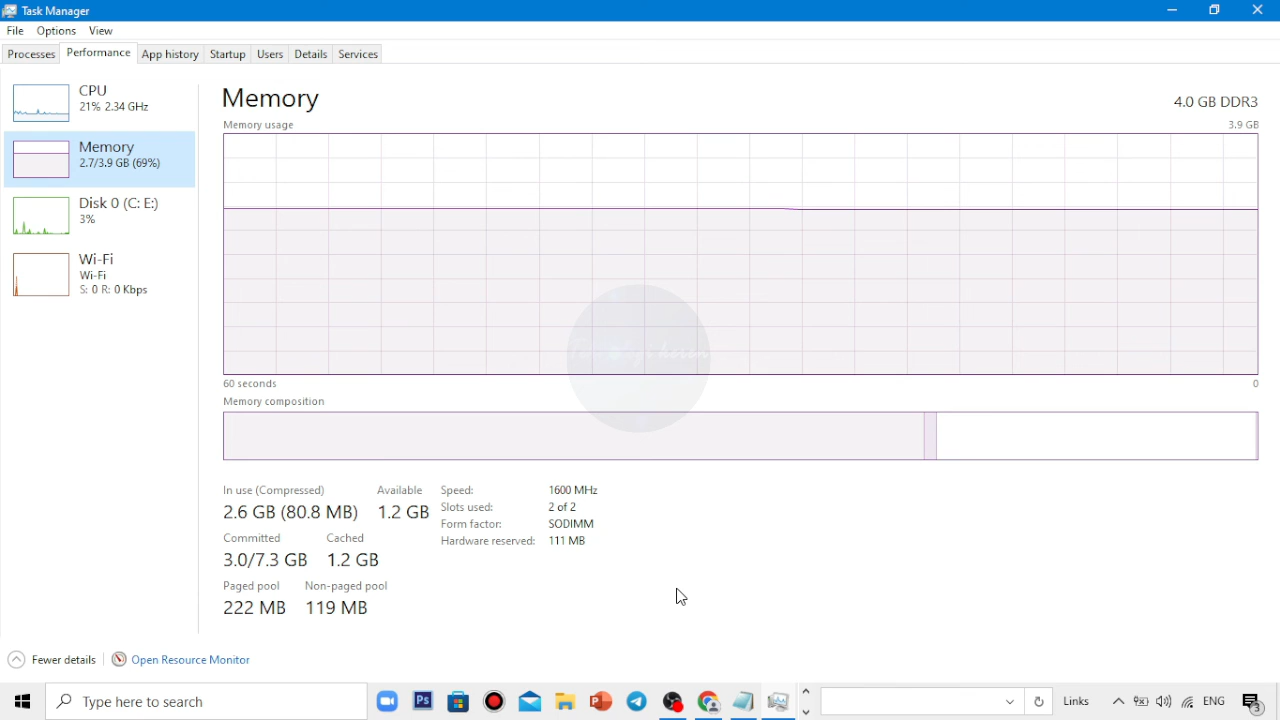 Task Manager
File Options View
Processes Performance App history Startup Users Details Services
CPU
21% 2.34 GHz
Memory
2.7/3.9 GB (69%)
Disk 0 (C: E:)
3%
Wi-Fi
Wi-Fi
S: 0 R: 0 Kbps
Memory 4.0 GB DDR3
Memory usage 3.9 GB
60 seconds 0
Memory composition
In use (Compressed) Available
2.6 GB (80.8 MB) 1.2 GB
Committed Cached
3.0/7.3 GB 1.2 GB
Paged pool Non-paged pool
222 MB 119 MB
Speed: 1600 MHz
Slots used: 2 of 2
Form factor: SODIMM
Hardware reserved: 111 MB
Fewer details Open Resource Monitor
Type here to search Ps Links ENG 3